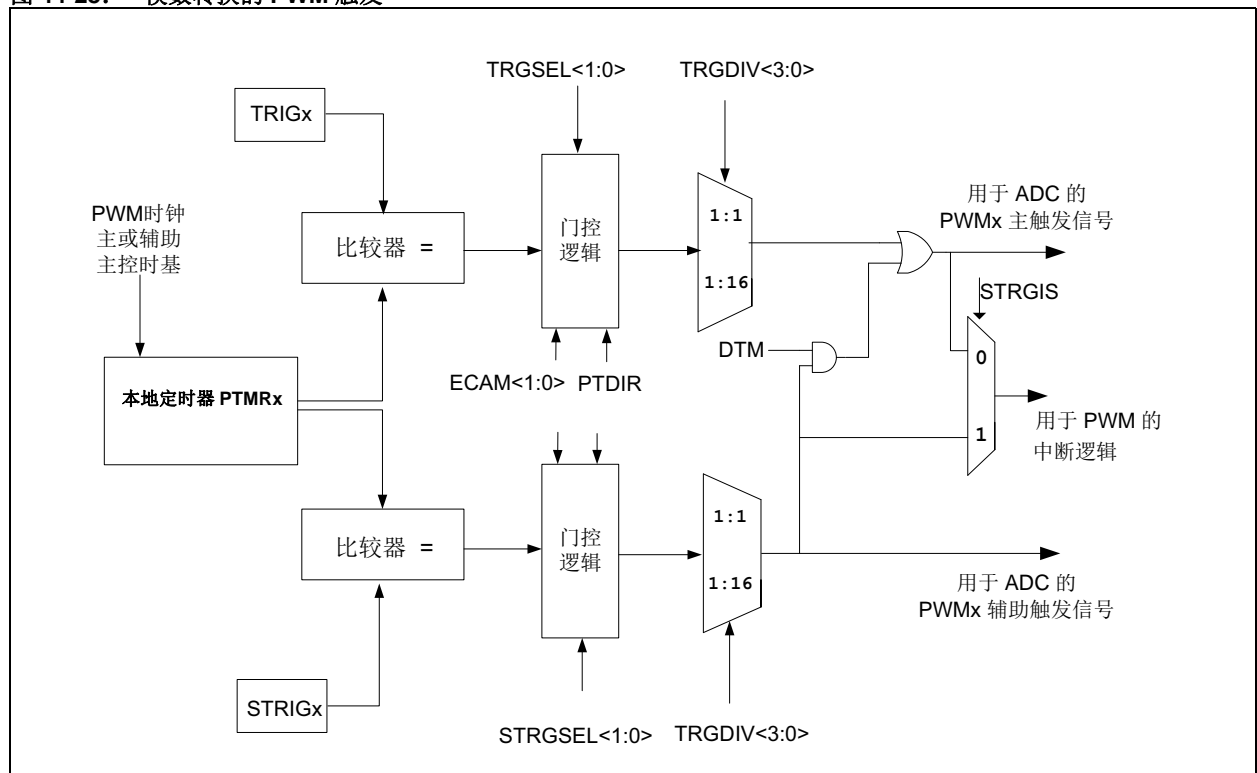 TRGSEL<1:0>
TRGDIV<3:0>
TRIGx
PWM时钟
主或辅助
主控时基
比较器 =
门控
逻辑
1:1
1:16
用于 ADC 的
PWMx 主触发信号
STRGIS
DTM
0
1
ECAM<1:0>
PTDIR
本地定时器 PTMRx
用于 PWM 的
中断逻辑
比较器 =
门控
逻辑
1:1
1:16
用于 ADC 的
PWMx 辅助触发信号
STRIGx
STRGSEL<1:0>
TRGDIV<3:0>